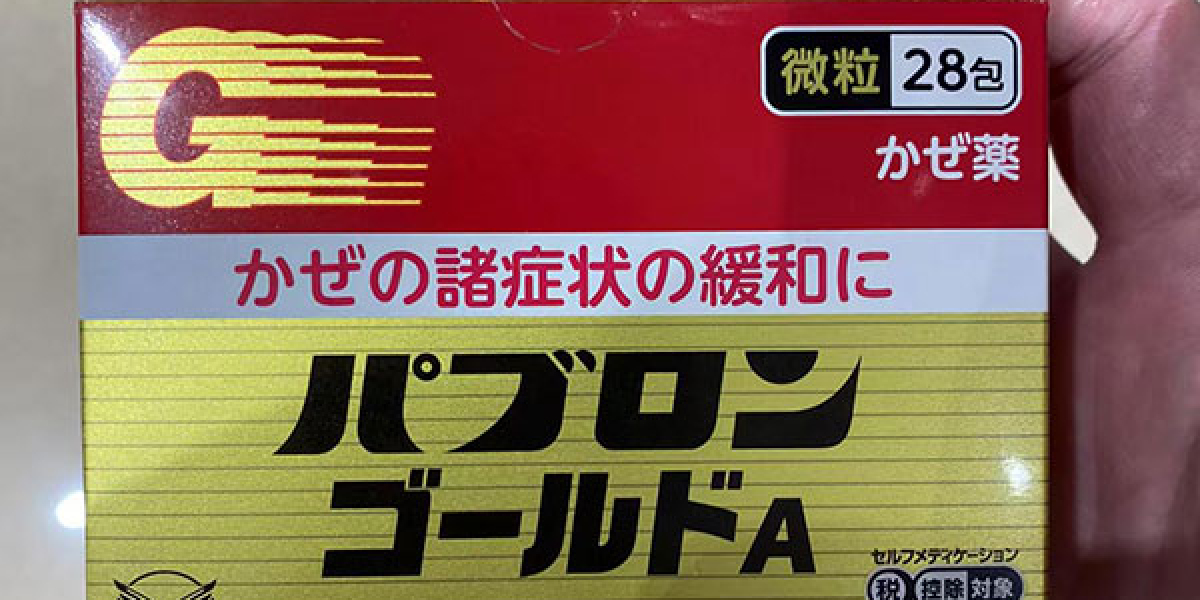 G
微粒 28包
かぜ薬
かぜの諸症状の緩和に
パブロン
ゴールドA
セルフメディケーション
税 控除 対象